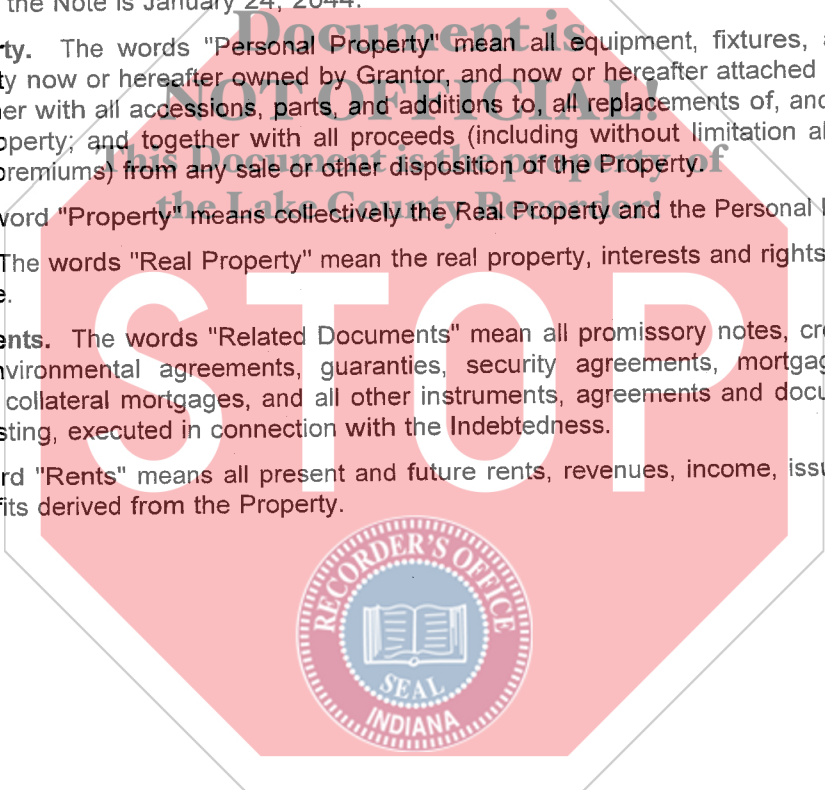 the Note is January 24, 2044.
Document is
rty. The words "Personal Property" mean all equipment, fixtures,
ty now or hereafter owned by Grantor, and now or hereafter attached
NOT OFFICIAL!
her with all accessions, parts, and additions to, all replacements of, and
operty; and together with all proceeds (including without limitation al
This Document is the property of
premiums) from any sale or other disposition of the Property.
the Lake County Recorder!
word "Property" means collectively the Real Property and the Personal
The words "Real Property" mean the real property, interests and rights
e.
STOP
ents. The words "Related Documents" mean all promissory notes, cre
nvironmental agreements, guaranties, security agreements, mortgag
collateral mortgages, and all other instruments, agreements and docu
sting, executed in connection with the Indebtedness.
rd "Rents" means all present and future rents, revenues, income, issu
fits derived from the Property.
RECORDER'S OFFICE
SEAL
INDIANA